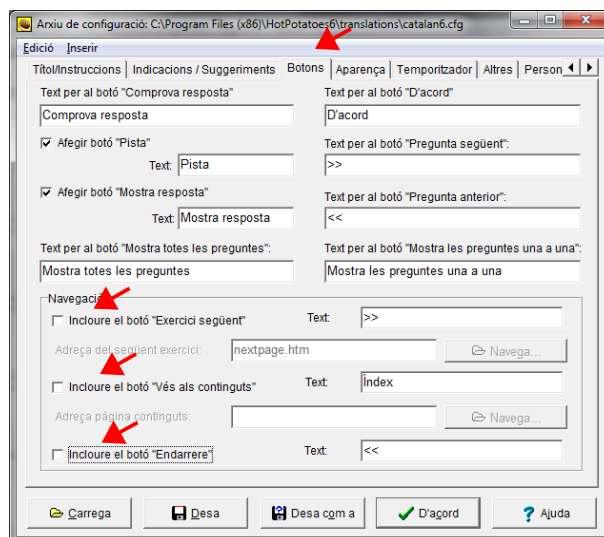 Arxiu de configuració: C:\Program Files (x86)\HotPotatoes6\translations\catalan6.cfg
Edició Inserir
Títol/Instruccions Indicacions / Suggeriments Botons Aparença Temporitzador Altres Person
Text per al botó "Comprova resposta" Text per al botó "D'acord"
Comprova resposta D'acord
Afegir botó "Pista" Text per al botó "Pregunta següent":
Text: Pista >>
Afegir botó "Mostra resposta" Text per al botó "Pregunta anterior":
Text: Mostra resposta <<
Text per al botó "Mostra totes les preguntes": Text per al botó "Mostra les preguntes una a una":
Mostra totes les preguntes Mostra les preguntes una a una
Navegació
Incloure el botó "Exercici següent" Text: >>
Adreça del següent exercici: nextpage.htm Navega...
Incloure el botó "Vés als continguts" Text: Índex
Adreça pàgina continguts: Navega...
Incloure el botó "Endarrere" Text: <<
Carrega Desa Desa com a D'acord Ajuda